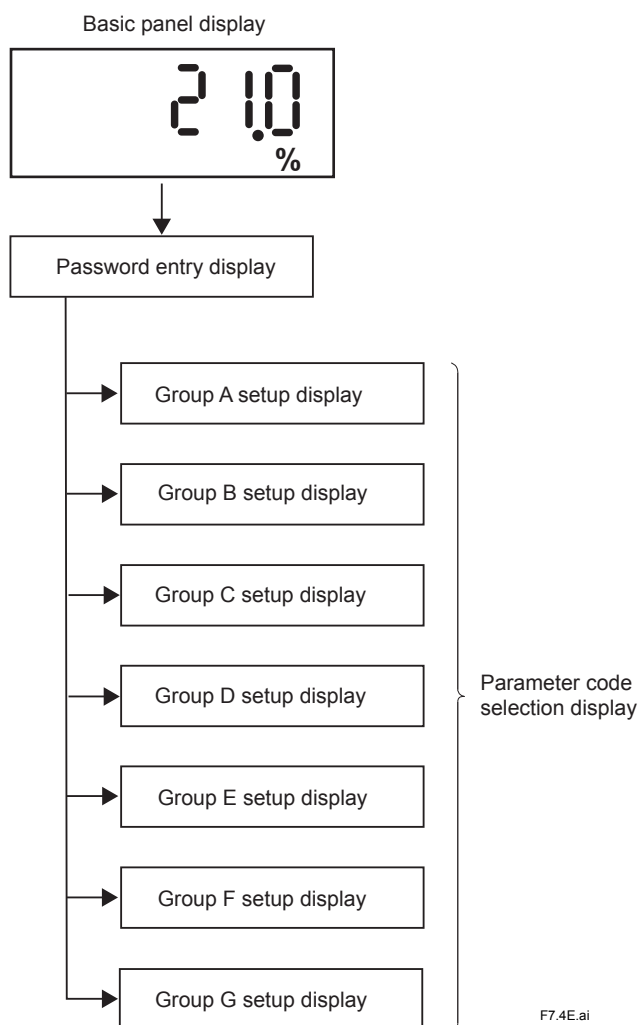 Basic panel display
21.0
%
Password entry display
Group A setup display
Group B setup display
Group C setup display
Group D setup display
Group E setup display
Group F setup display
Group G setup display
Parameter code
selection display
F7.4E.ai